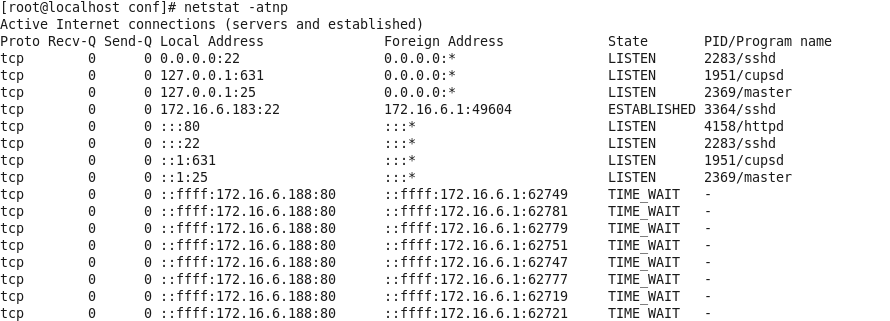 [root@localhost conf]# netstat -atnp
Active Internet connections (servers and established)
Proto Recv-Q Send-Q Local Address               Foreign Address             State       PID/Program name
tcp        0      0 0.0.0.0:22                  0.0.0.0:*                   LISTEN      2283/sshd
tcp        0      0 127.0.0.1:631               0.0.0.0:*                   LISTEN      1951/cupsd
tcp        0      0 127.0.0.1:25                0.0.0.0:*                   LISTEN      2369/master
tcp        0      0 172.16.6.183:22             172.16.6.1:49604            ESTABLISHED 3364/sshd
tcp        0      0 :::80                       :::*                        LISTEN      4158/httpd
tcp        0      0 :::22                       :::*                        LISTEN      2283/sshd
tcp        0      0 ::1:631                     :::*                        LISTEN      1951/cupsd
tcp        0      0 ::1:25                      :::*                        LISTEN      2369/master
tcp        0      0 ::ffff:172.16.6.188:80      ::ffff:172.16.6.1:62749     TIME_WAIT   -
tcp        0      0 ::ffff:172.16.6.188:80      ::ffff:172.16.6.1:62781     TIME_WAIT   -
tcp        0      0 ::ffff:172.16.6.188:80      ::ffff:172.16.6.1:62779     TIME_WAIT   -
tcp        0      0 ::ffff:172.16.6.188:80      ::ffff:172.16.6.1:62751     TIME_WAIT   -
tcp        0      0 ::ffff:172.16.6.188:80      ::ffff:172.16.6.1:62747     TIME_WAIT   -
tcp        0      0 ::ffff:172.16.6.188:80      ::ffff:172.16.6.1:62777     TIME_WAIT   -
tcp        0      0 ::ffff:172.16.6.188:80      ::ffff:172.16.6.1:62719     TIME_WAIT   -
tcp        0      0 ::ffff:172.16.6.188:80      ::ffff:172.16.6.1:62721     TIME_WAIT   -